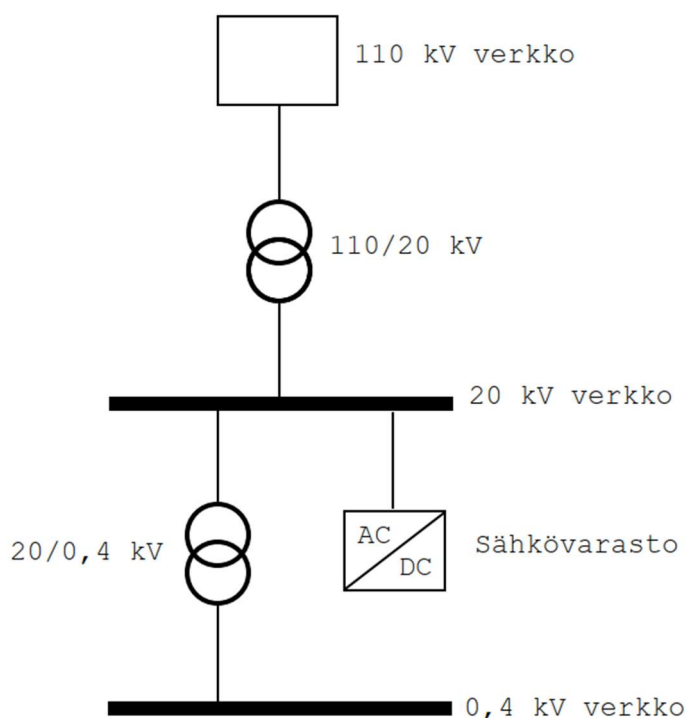 110 kV verkko
110/20 kV
20 kV verkko
20/0,4 kV
AC
DC
Sähkövarasto
0,4 kV verkko